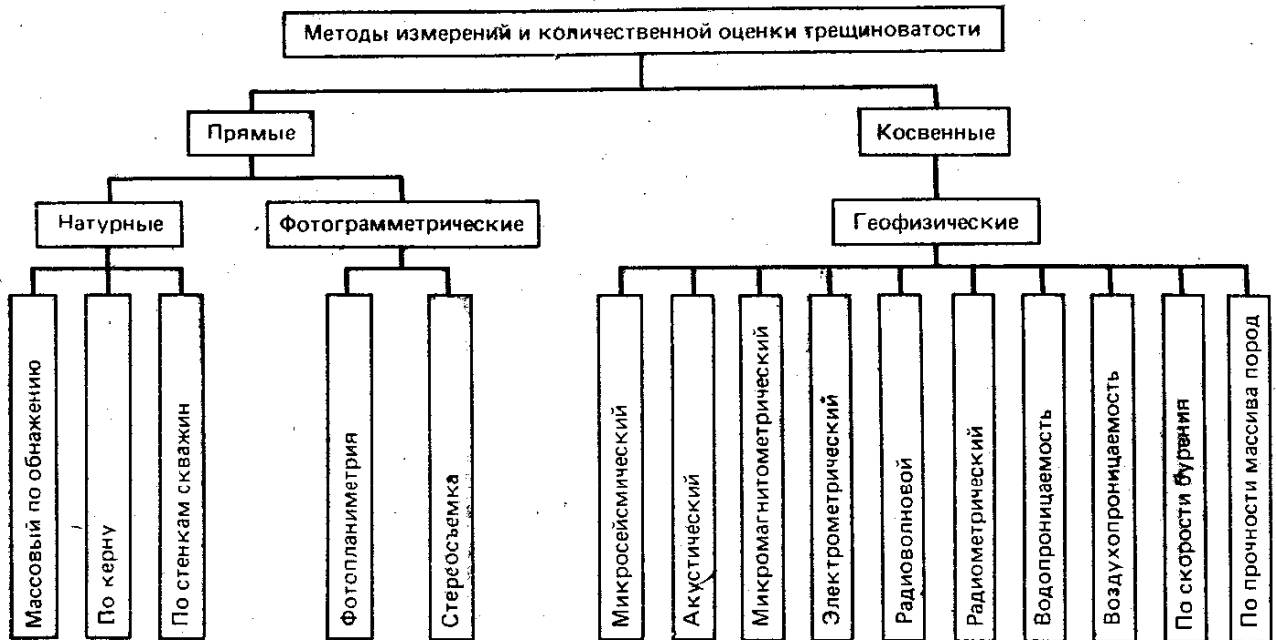 Методы измерений и количественной оценки трещиноватости
Прямые
Косвенные
Натурные
Фотограмметрические
Геофизические
Массовый по обнажению
По керну
По стенкам скважин
Фотопланиметрия
Стереосъемка
Микросейсмический
Акустический
Микромагнитометрический
Электрометрический
Радиоволновой
Радиометрический
Водопроницаемость
Воздухопроницаемость
По скорости бурения
По прочности массива пород